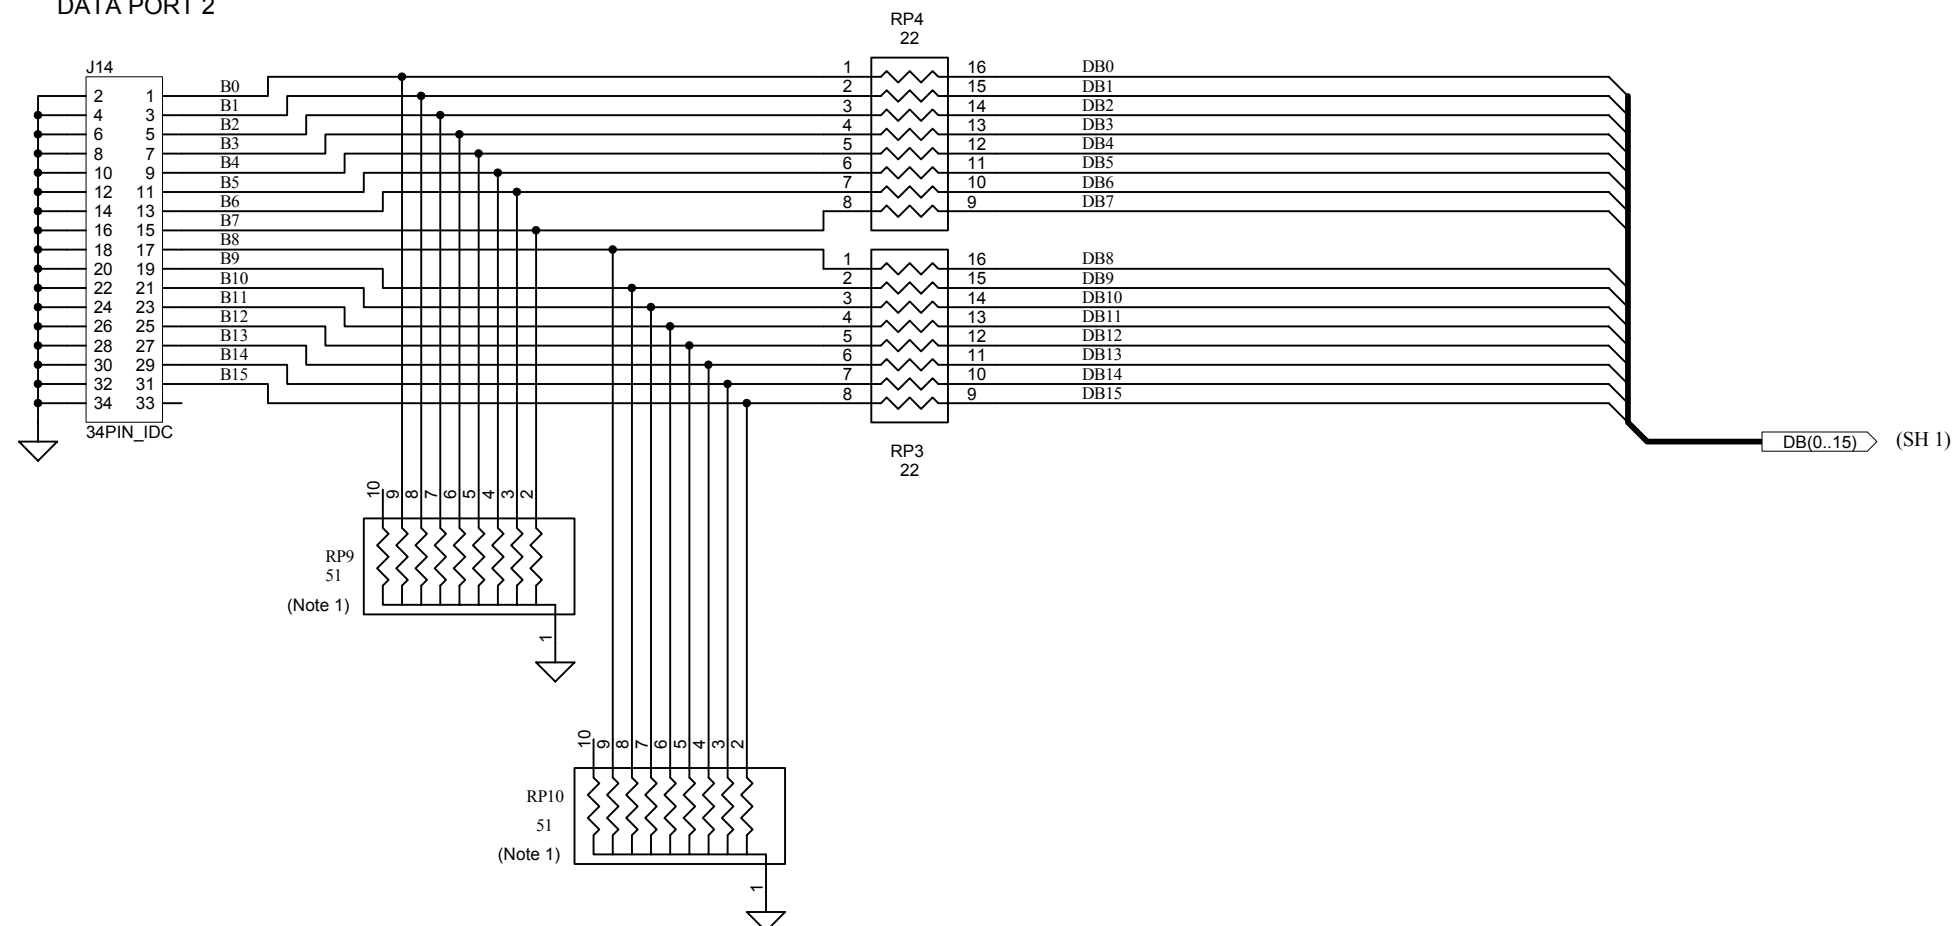 DATA PORT 2
RP4
22
J14
B0
B1
B2
B3
B4
B5
B6
B7
B8
B9
B10
B11
B12
B13
B14
B15
2 1
4 3
6 5
8 7
10 9
12 11
14 13
16 15
18 17
20 19
22 21
24 23
26 25
28 27
30 29
32 31
34 33
34PIN_IDC
1 16 DB0
2 15 DB1
3 14 DB2
4 13 DB3
5 12 DB4
6 11 DB5
7 10 DB6
8 9 DB7
1 16 DB8
2 15 DB9
3 14 DB10
4 13 DB11
5 12 DB12
6 11 DB13
7 10 DB14
8 9 DB15
RP3
22
DB(0..15) (SH 1)
10 9 8 7 6 5 4 3 2
RP9
51
(Note 1)
1
10 9 8 7 6 5 4 3 2
RP10
51
(Note 1)
1